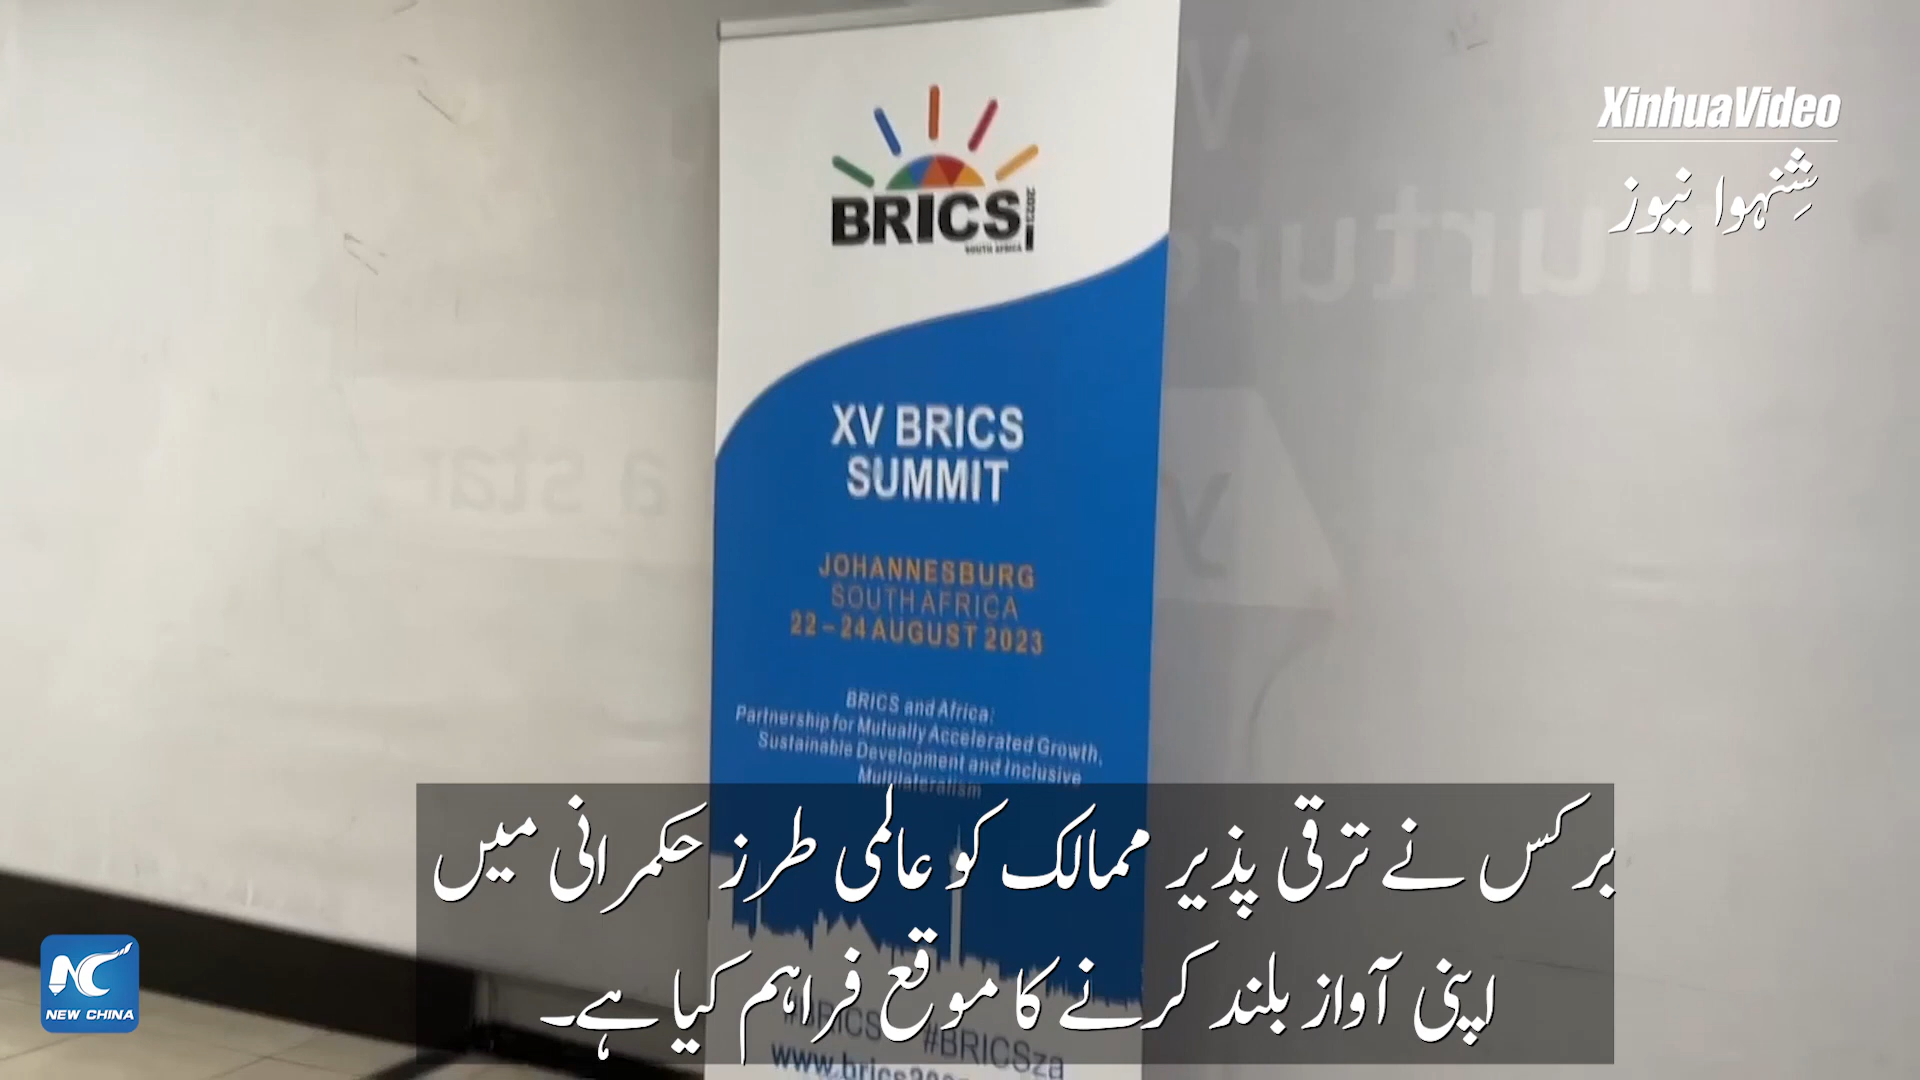 XinhuaVideo
شِنہوا نیوز
BRICS
2023
SOUTH AFRICA
XV BRICS
SUMMIT
JOHANNESBURG
SOUTH AFRICA
22 – 24 AUGUST 2023
BRICS and Africa:
Partnership for Mutually Accelerated Growth,
Sustainable Development and Inclusive
Multilateralism
برکس نے ترقی پذیر ممالک کو عالمی طرز حکمرانی میں
اپنی آواز بلند کرنے کا موقع فراہم کیا ہے۔
#BRICSza
NEW CHINA